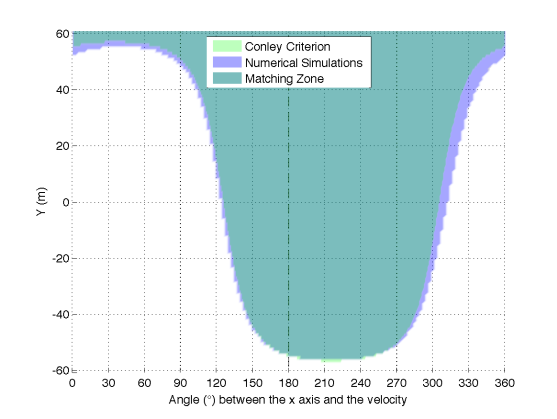 60
40
20
0
-20
-40
-60
Y (m)
Conley Criterion
Numerical Simulations
Matching Zone
0 30 60 90 120 150 180 210 240 270 300 330 360
Angle (°) between the x axis and the velocity